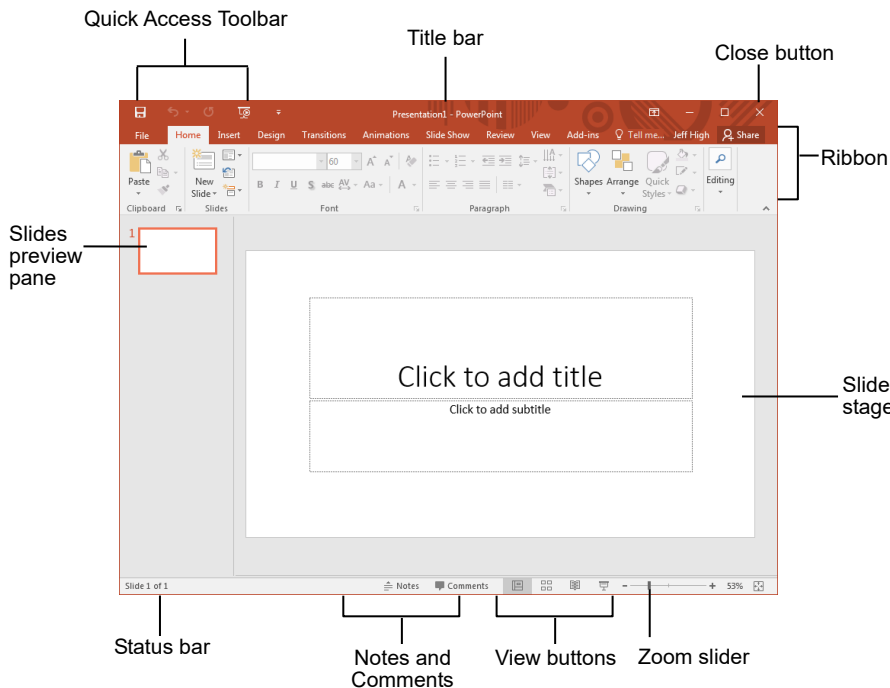 Quick Access Toolbar
Title bar
Close button
Presentation1 - PowerPoint
File Home Insert Design Transitions Animations Slide Show Review View Add-ins Tell me... Jeff High Share
Ribbon
60 A A
Paste
New
Slide
B I U S abc AV Aa A
Shapes Arrange Quick
Styles
Editing
Clipboard Slides Font Paragraph Drawing
Slides
preview
pane
1
Click to add title
Click to add subtitle
Slide
stage
Slide 1 of 1 Notes Comments 53%
Status bar
Notes and
Comments
View buttons
Zoom slider